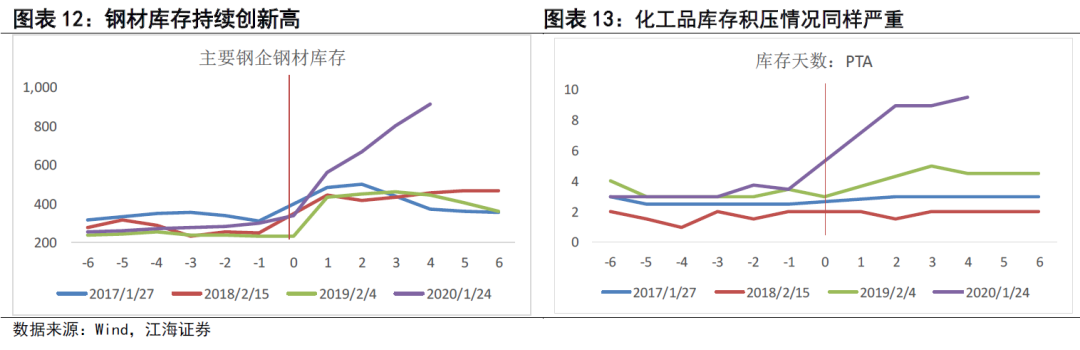 图表 12：钢材库存持续创新高
主要钢企钢材库存
1,000
800
600
400
200
-6 -5 -4 -3 -2 -1 0 1 2 3 4 5 6
2017/1/27 2018/2/15 2019/2/4 2020/1/24
图表 13：化工品库存积压情况同样严重
库存天数：PTA
10
8
6
4
2
0
-6 -5 -4 -3 -2 -1 0 1 2 3 4 5 6
2017/1/27 2018/2/15 2019/2/4 2020/1/24
数据来源：Wind，江海证券